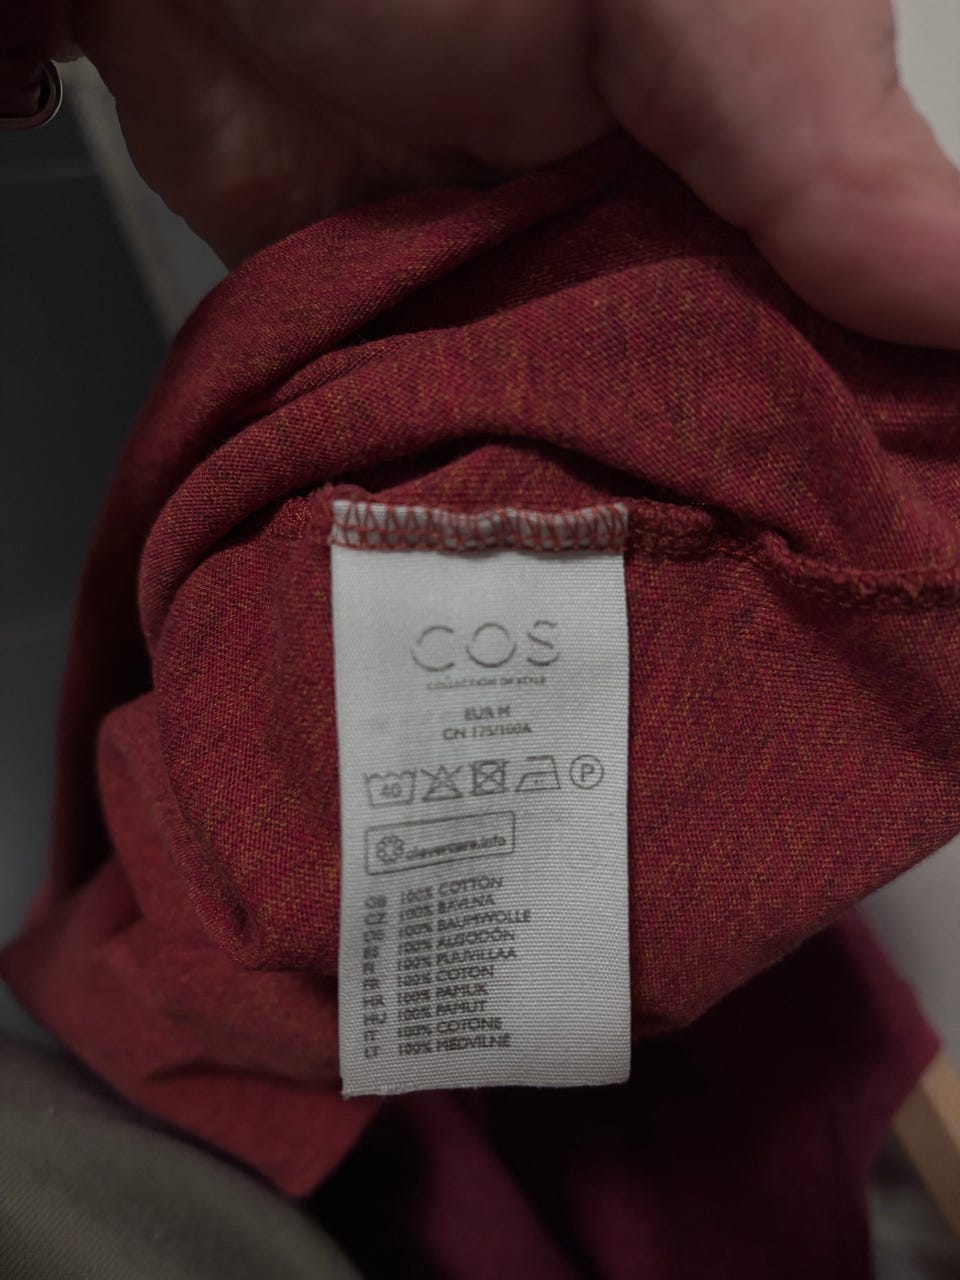 COS
COLLECTION OF STYLE
EUR M
CN 175/100A
40 P
clevercare.info
GB 100% COTTON
CZ 100% BAVLNA
DE 100% BAUMWOLLE
ES 100% ALGODÓN
FI 100% PUUVILLAA
FR 100% COTON
HR 100% PAMUK
HU 100% PAMUT
IT 100% COTONE
LT 100% MEDVILNĖ